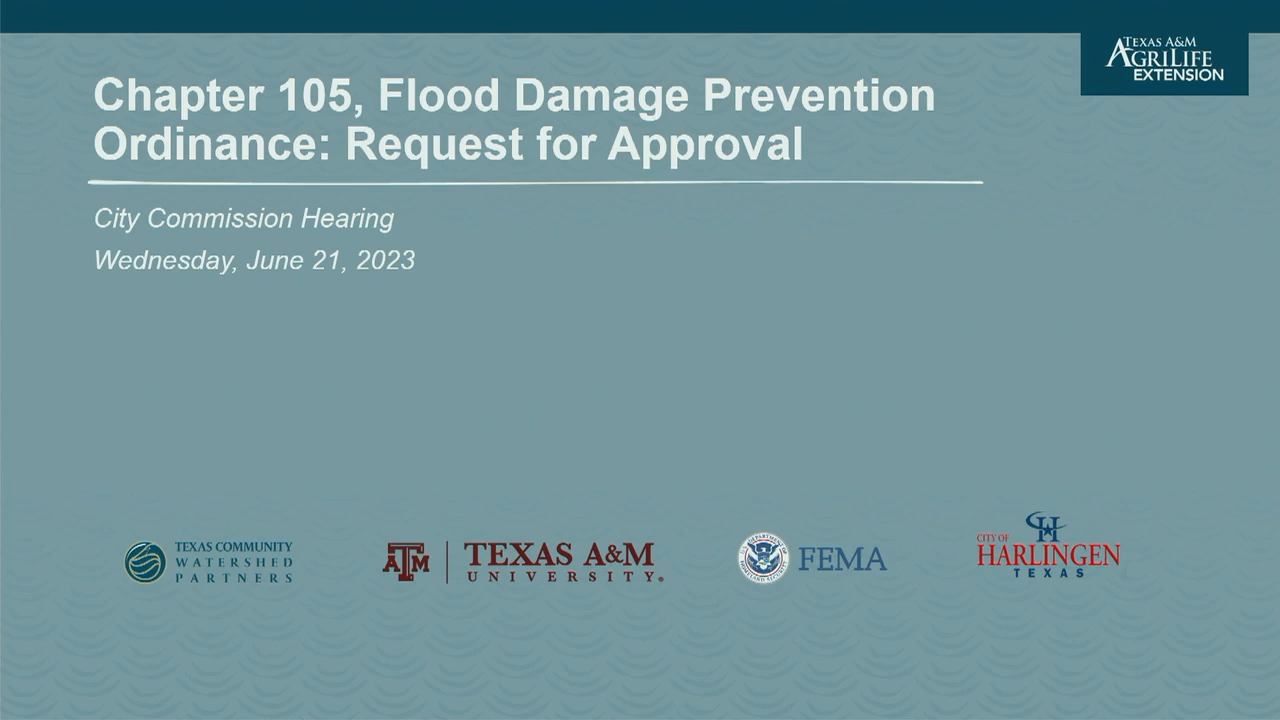 TEXAS A&M
AGRILIFE
EXTENSION
Chapter 105, Flood Damage Prevention
Ordinance: Request for Approval
City Commission Hearing
Wednesday, June 21, 2023
TEXAS COMMUNITY
WATERSHED
PARTNERS
ATM
TEXAS A&M
UNIVERSITY®
FEMA
CITY OF
HARLINGEN
TEXAS